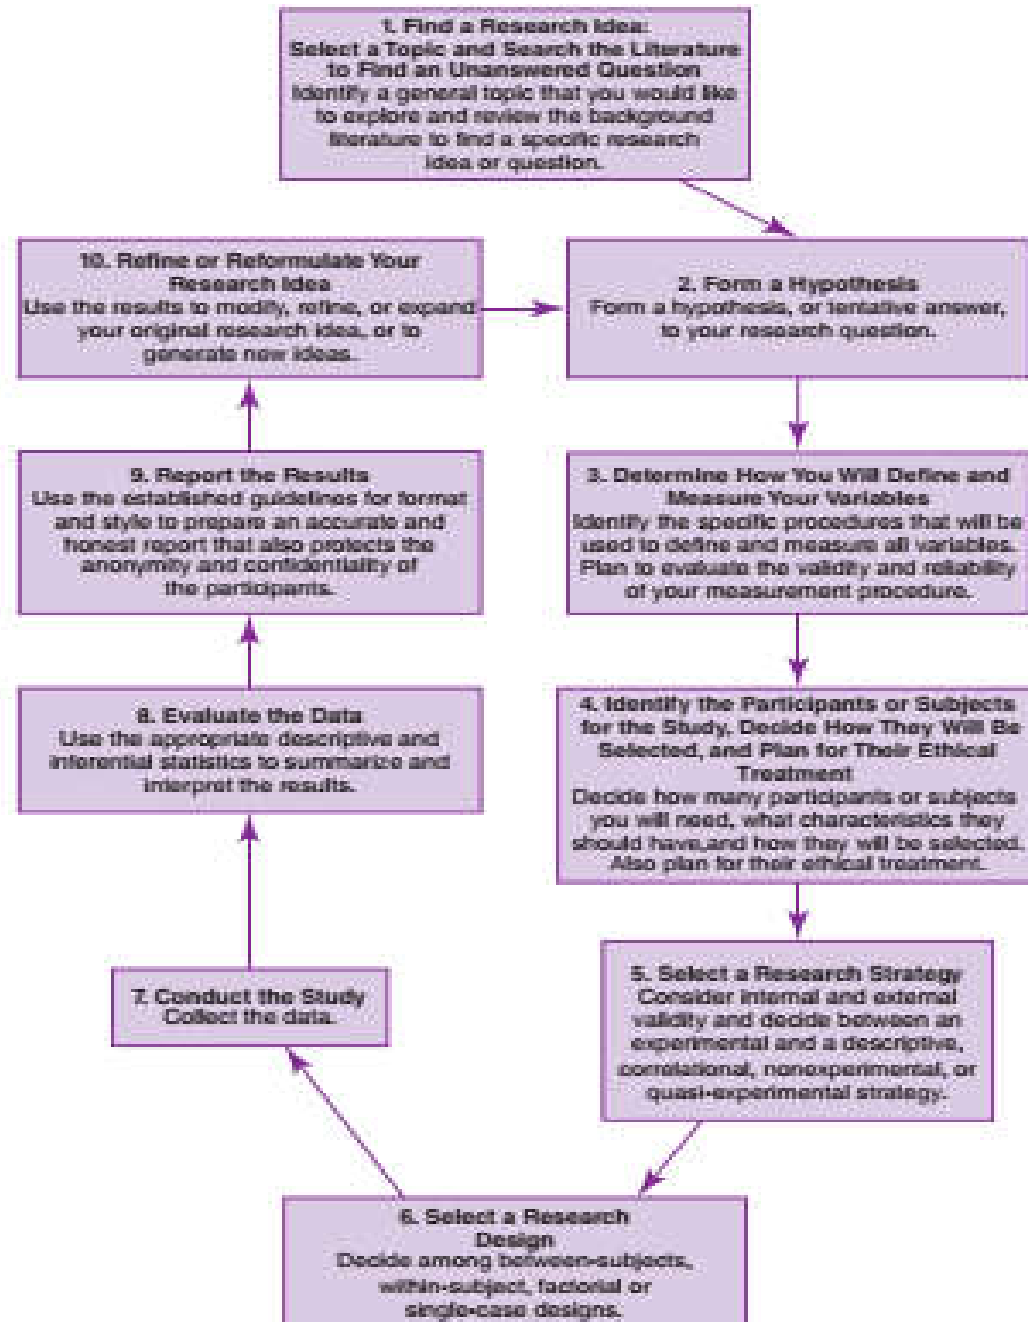 1. Find a Research Idea:
Select a Topic and Search the Literature
to Find an Unanswered Question
Identify a general topic that you would like
to explore and review the background
literature to find a specific research
idea or question.
2. Form a Hypothesis
Form a hypothesis, or tentative answer,
to your research question.
3. Determine How You Will Define and
Measure Your Variables
Identify the specific procedures that will be
used to define and measure all variables.
Plan to evaluate the validity and reliability
of your measurement procedure.
4. Identify the Participants or Subjects
for the Study, Decide How They Will Be
Selected, and Plan for Their Ethical
Treatment
Decide how many participants or subjects
you will need, what characteristics they
should have,and how they will be selected.
Also plan for their ethical treatment.
5. Select a Research Strategy
Consider internal and external
validity and decide between an
experimental and a descriptive,
correlational, nonexperimental, or
quasi-experimental strategy.
6. Select a Research
Design
Decide among between-subjects,
within-subject, factorial or
single-case designs.
7. Conduct the Study
Collect the data.
8. Evaluate the Data
Use the appropriate descriptive and
inferential statistics to summarize and
interpret the results.
9. Report the Results
Use the established guidelines for format
and style to prepare an accurate and
honest report that also protects the
anonymity and confidentiality of
the participants.
10. Refine or Reformulate Your
Research Idea
Use the results to modify, refine, or expand
your original research idea, or to
generate new ideas.